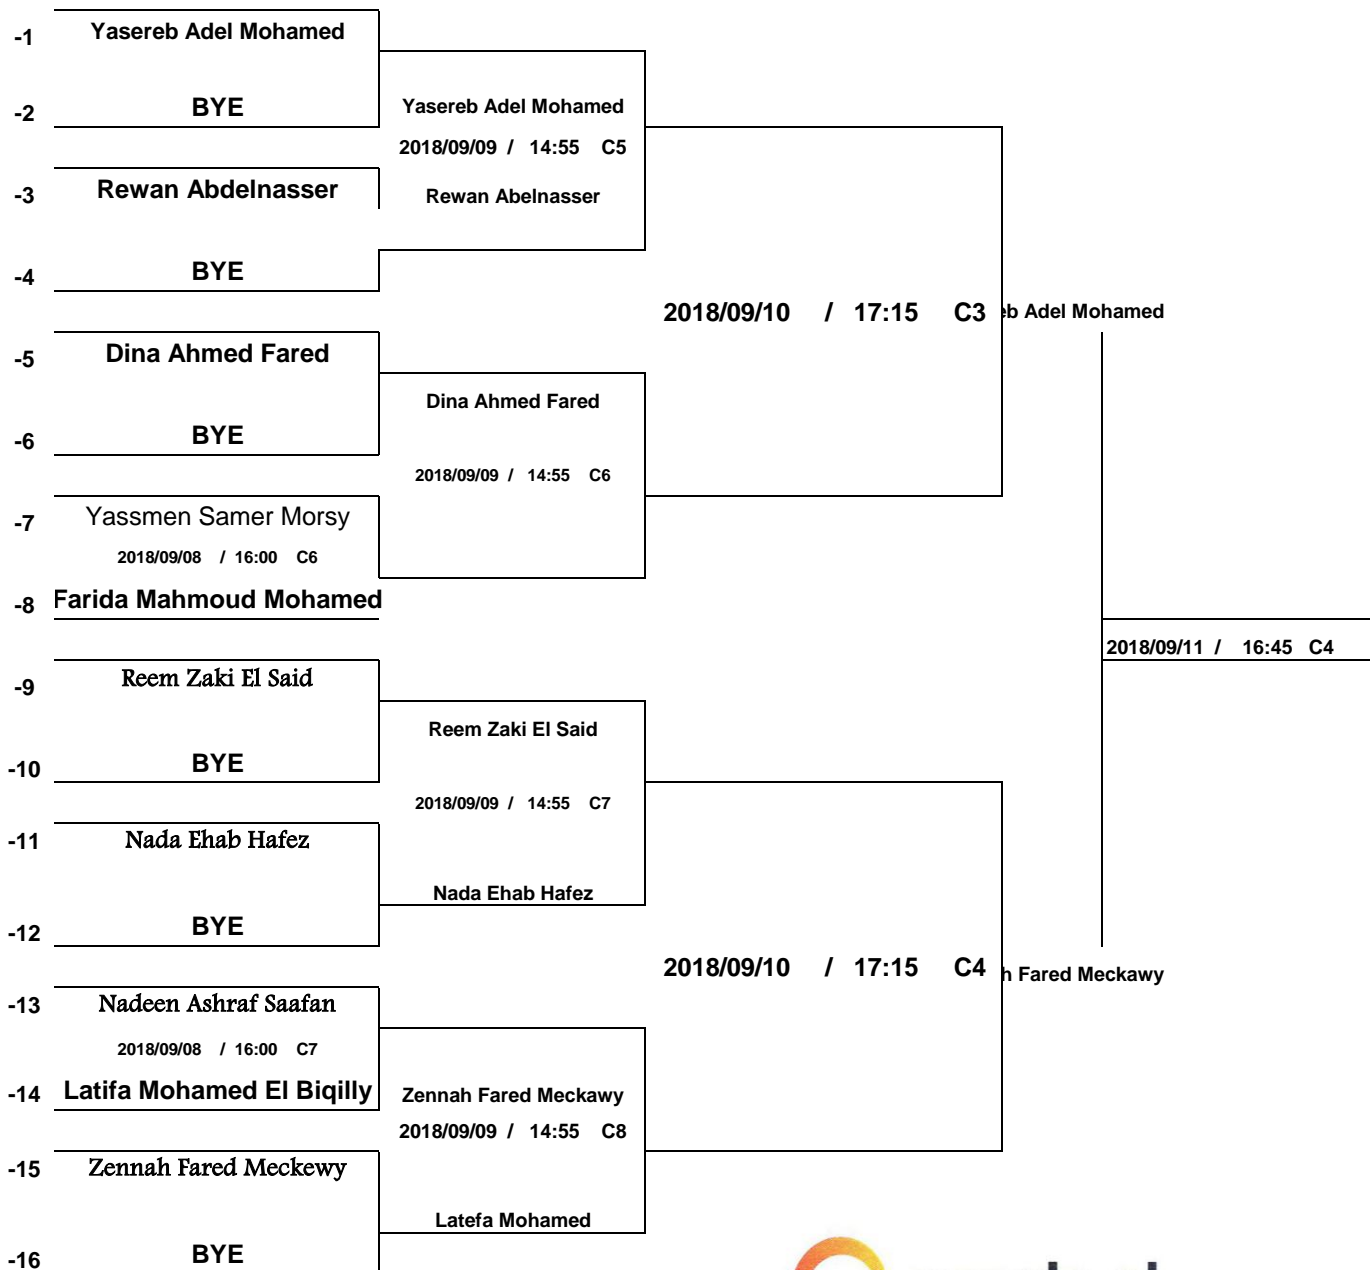 -1 Yasereb Adel Mohamed
-2 BYE
Yasereb Adel Mohamed
2018/09/09 / 14:55 C5
-3 Rewan Abdelnasser
Rewan Abelnasser
-4 BYE
2018/09/10 / 17:15 C3
eb Adel Mohamed
-5 Dina Ahmed Fared
Dina Ahmed Fared
-6 BYE
2018/09/09 / 14:55 C6
-7 Yassmen Samer Morsy
2018/09/08 / 16:00 C6
-8 Farida Mahmoud Mohamed
2018/09/11 / 16:45 C4
-9 Reem Zaki El Said
Reem Zaki El Said
-10 BYE
2018/09/09 / 14:55 C7
-11 Nada Ehab Hafez
Nada Ehab Hafez
-12 BYE
2018/09/10 / 17:15 C4
h Fared Meckawy
-13 Nadeen Ashraf Saafan
2018/09/08 / 16:00 C7
-14 Latifa Mohamed El Biqilly
Zennah Fared Meckawy
2018/09/09 / 14:55 C8
-15 Zennah Fared Meckewy
Latefa Mohamed
-16 BYE